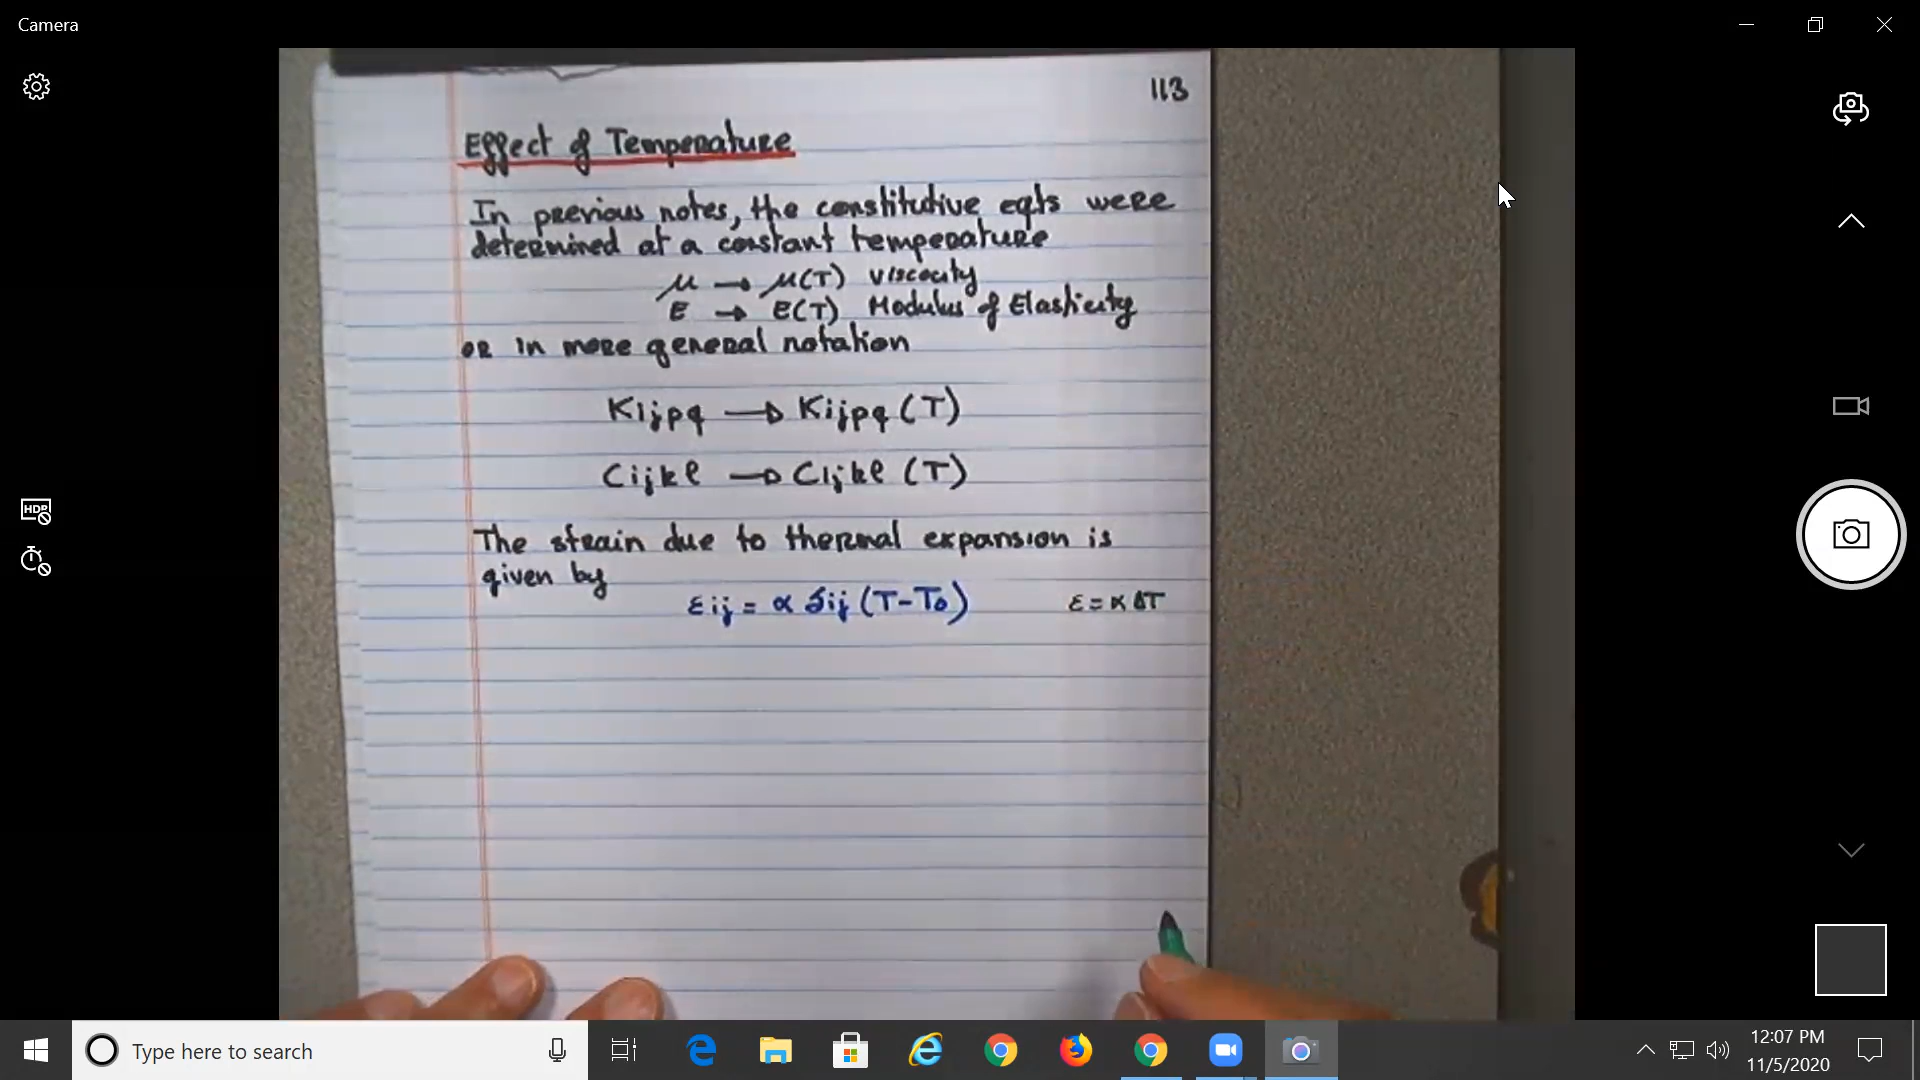 Camera
113
Effect of Temperature
In previous notes, the constitutive eqts were
determined at a constant temperature
μ → μ(T) viscocity
E → E(T) Modulus of Elasticity
or in more general notation
Kijpq → Kijpq (T)
Cijkl → Cijkl (T)
The strain due to thermal expansion is
given by
εij = α δij (T-To) ε = α ΔT
HDR
Type here to search
12:07 PM
11/5/2020